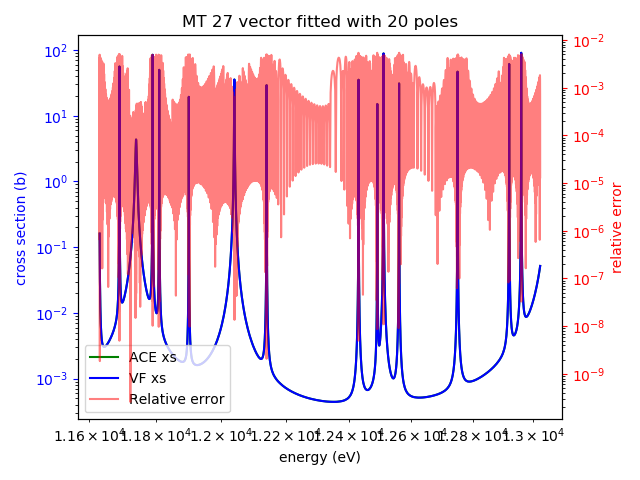 MT 27 vector fitted with 20 poles
10²
10¹
10⁰
10⁻¹
10⁻²
10⁻³
cross section (b)
10⁻²
10⁻³
10⁻⁴
10⁻⁵
10⁻⁶
10⁻⁷
10⁻⁸
10⁻⁹
relative error
ACE xs
VF xs
Relative error
1.16 × 10⁴ 1.18 × 10⁴ 1.2 × 10⁴ 1.22 × 10⁴ 1.24 × 10⁴ 1.26 × 10⁴ 1.28 × 10⁴ 1.3 × 10⁴
energy (eV)